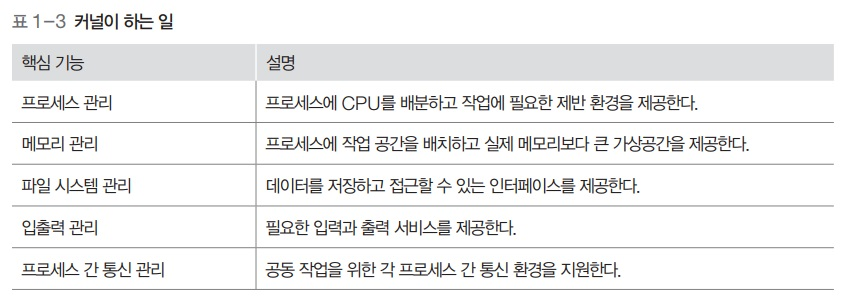 표 1-3 커널이 하는 일
핵심 기능 설명
프로세스 관리 프로세스에 CPU를 배분하고 작업에 필요한 제반 환경을 제공한다.
메모리 관리 프로세스에 작업 공간을 배치하고 실제 메모리보다 큰 가상공간을 제공한다.
파일 시스템 관리 데이터를 저장하고 접근할 수 있는 인터페이스를 제공한다.
입출력 관리 필요한 입력과 출력 서비스를 제공한다.
프로세스 간 통신 관리 공동 작업을 위한 각 프로세스 간 통신 환경을 지원한다.